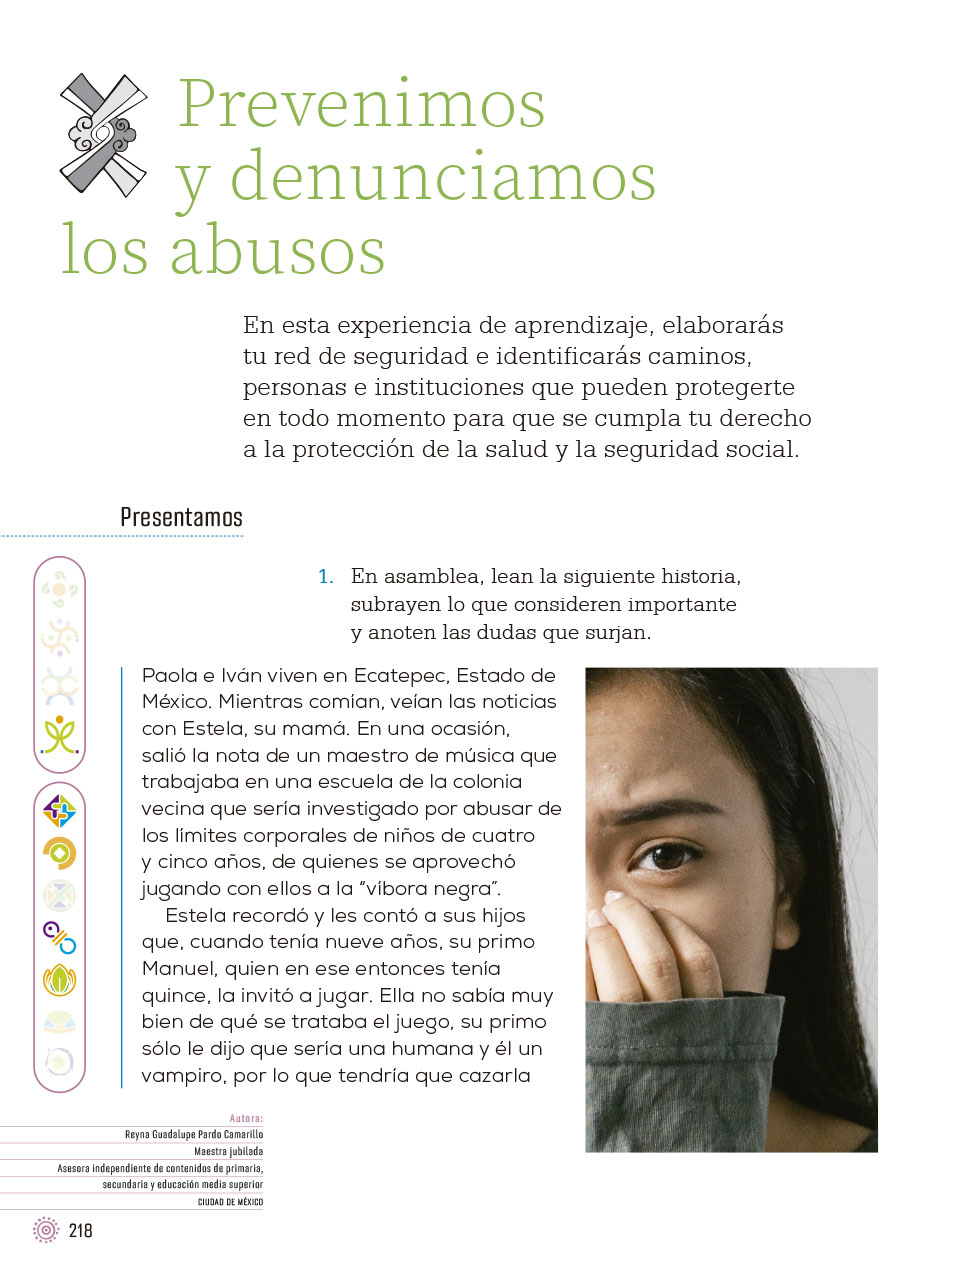 Prevenimos
y denunciamos
los abusos
En esta experiencia de aprendizaje, elaborarás
tu red de seguridad e identificarás caminos,
personas e instituciones que pueden protegerte
en todo momento para que se cumpla tu derecho
a la protección de la salud y la seguridad social.
Presentamos
1. En asamblea, lean la siguiente historia,
subrayen lo que consideren importante
y anoten las dudas que surjan.
Paola e Iván viven en Ecatepec, Estado de
México. Mientras comían, veían las noticias
con Estela, su mamá. En una ocasión,
salió la nota de un maestro de música que
trabajaba en una escuela de la colonia
vecina que sería investigado por abusar de
los límites corporales de niños de cuatro
y cinco años, de quienes se aprovechó
jugando con ellos a la “víbora negra”.
Estela recordó y les contó a sus hijos
que, cuando tenía nueve años, su primo
Manuel, quien en ese entonces tenía
quince, la invitó a jugar. Ella no sabía muy
bien de qué se trataba el juego, su primo
sólo le dijo que sería una humana y él un
vampiro, por lo que tendría que cazarla
Autora:
Reyna Guadalupe Pardo Camarillo
Maestra jubilada
Asesora independiente de contenidos de primaria,
secundaria y educación media superior
CIUDAD DE MÉXICO
218